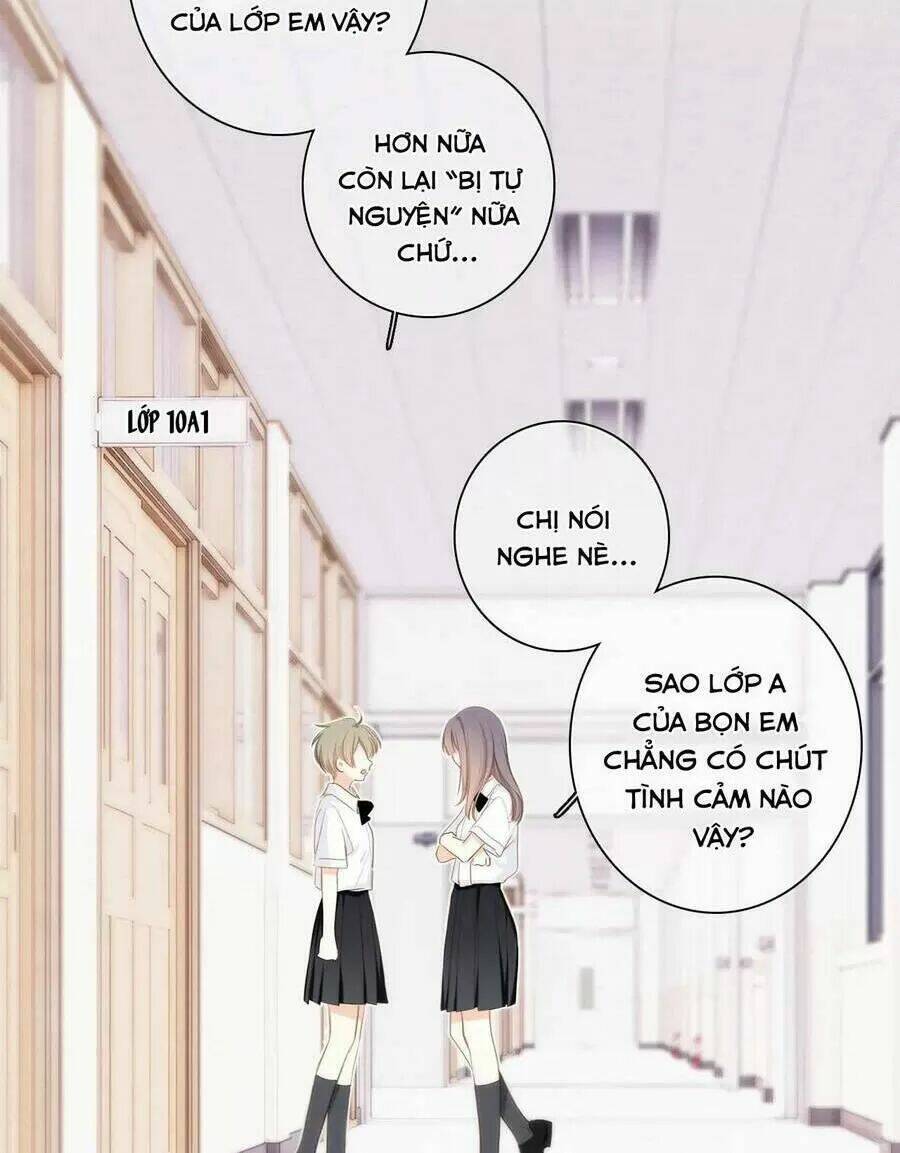 CỦA LỚP EM VẬY?
HƠN NỮA
CÒN LẠI "BỊ TỰ
NGUYỆN" NỮA
CHỨ...
LỚP 10A1
CHỊ NÓI
NGHE NÈ...
SAO LỚP A
CỦA BỌN EM
CHẲNG CÓ CHÚT
TÌNH CẢM NÀO
VẬY?